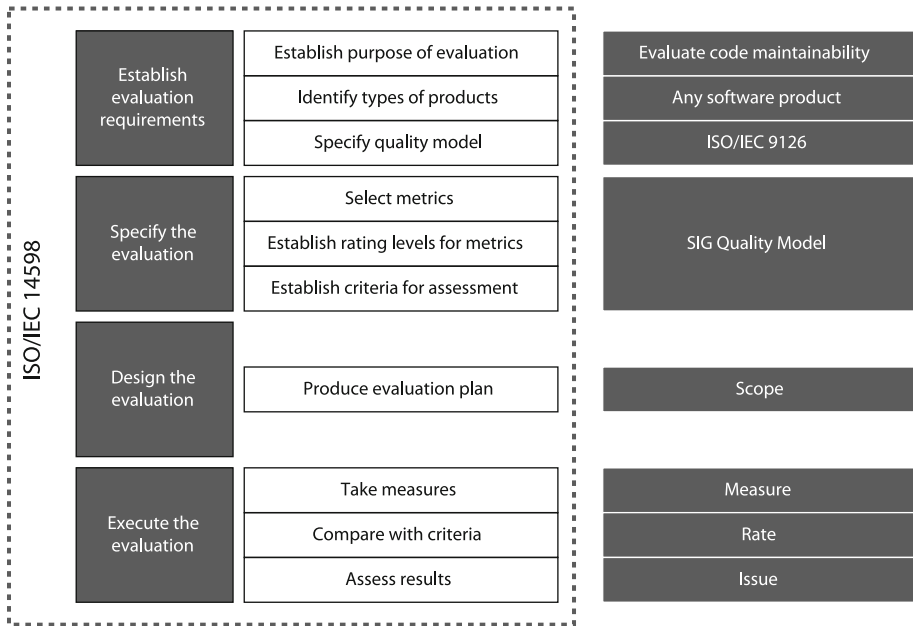 ISO/IEC 14598
Establish
evaluation
requirements
Establish purpose of evaluation
Identify types of products
Specify quality model
Evaluate code maintainability
Any software product
ISO/IEC 9126
Specify the
evaluation
Select metrics
Establish rating levels for metrics
Establish criteria for assessment
SIG Quality Model
Design the
evaluation
Produce evaluation plan
Scope
Execute the
evaluation
Take measures
Compare with criteria
Assess results
Measure
Rate
Issue